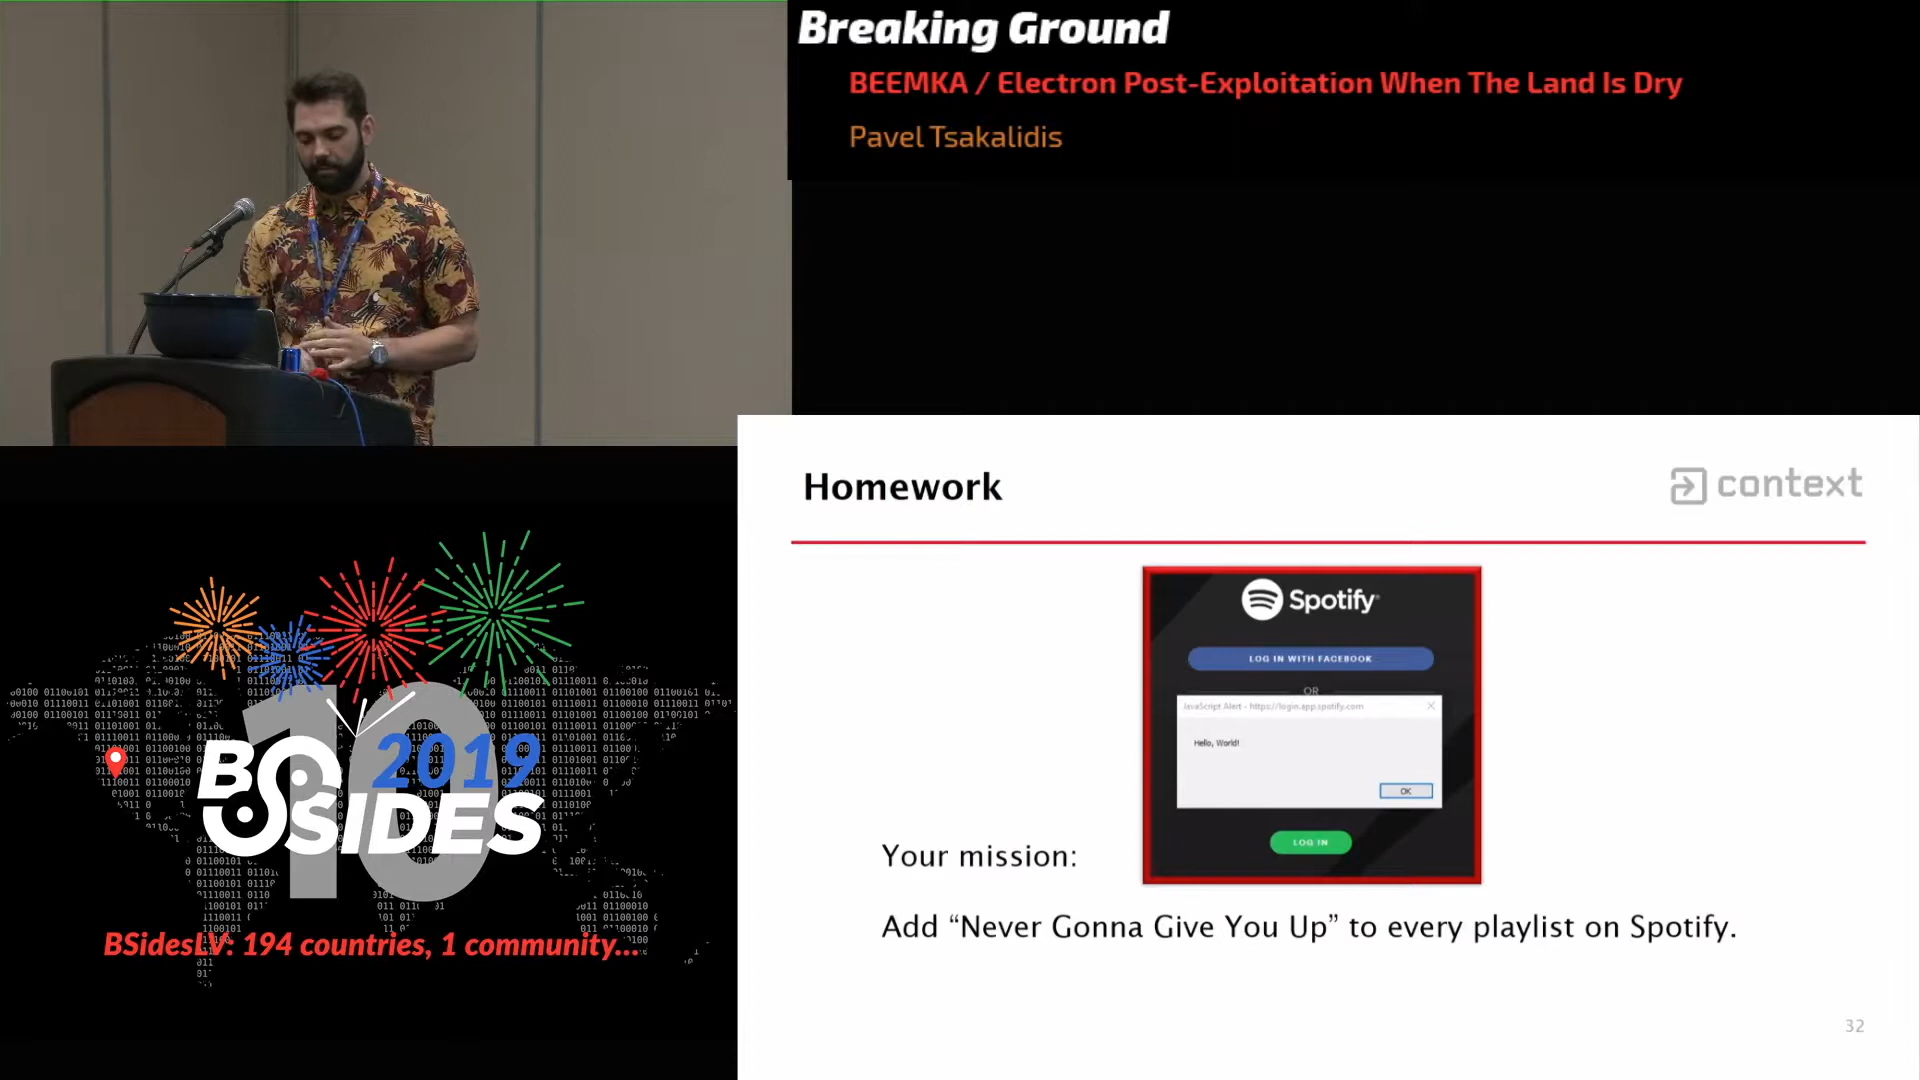 Breaking Ground
BEEMKA / Electron Post-Exploitation When The Land Is Dry
Pavel Tsakalidis
Homework
context
Spotify
LOG IN WITH FACEBOOK
OR
JavaScript Alert - https://login.app.spotify.com
Hello, World!
OK
LOG IN
Your mission:
Add “Never Gonna Give You Up” to every playlist on Spotify.
32
10
2019
BSIDES
BSidesLV: 194 countries, 1 community...